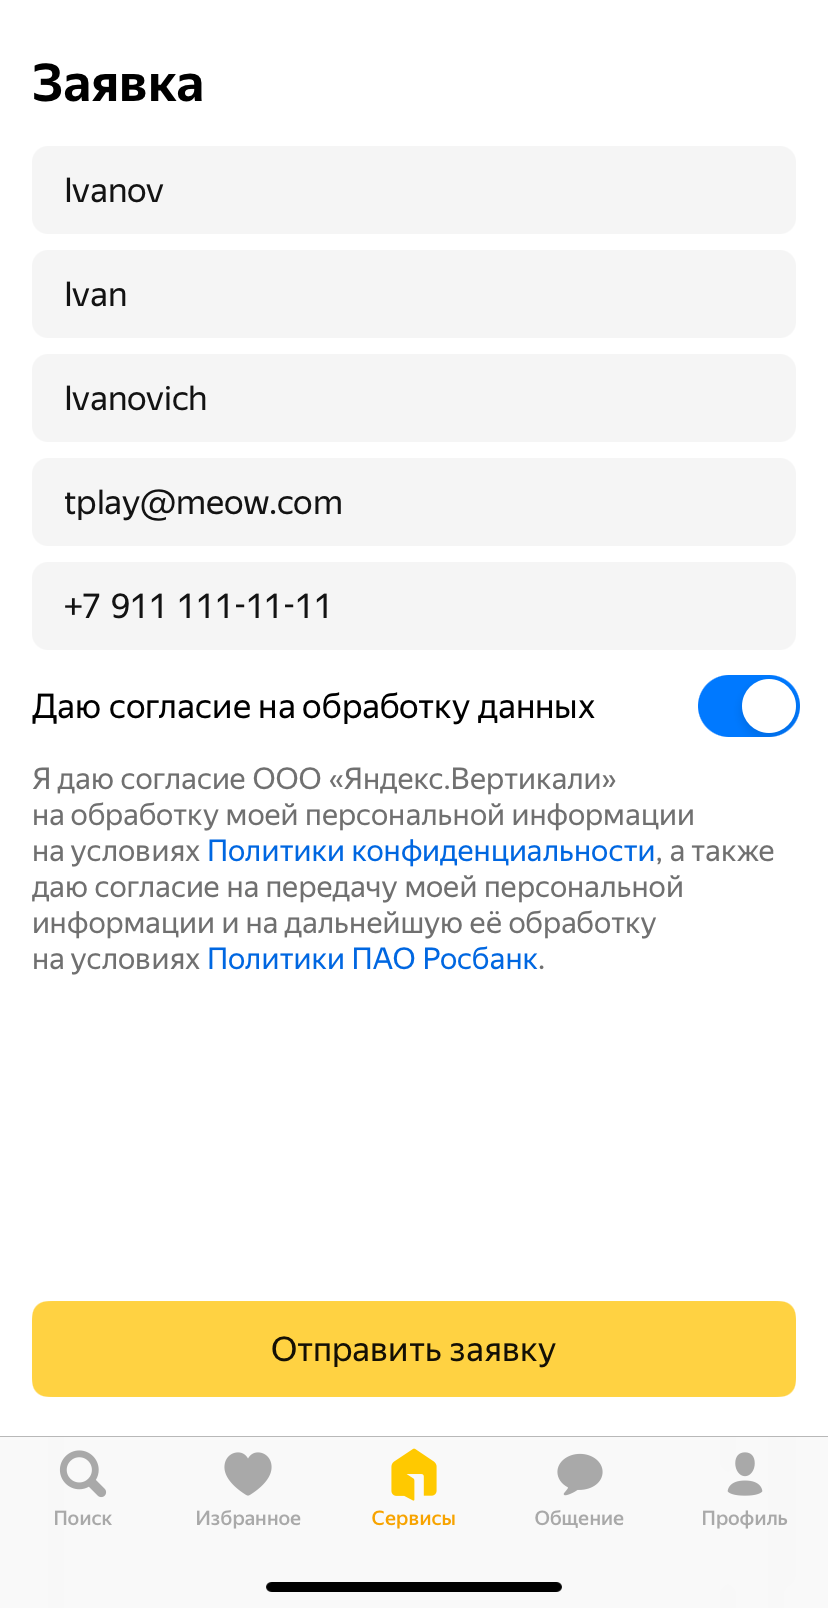 Заявка
Ivanov
Ivan
Ivanovich
tplay@meow.com
+7 911 111-11-11
Даю согласие на обработку данных
Я даю согласие ООО «Яндекс.Вертикали»
на обработку моей персональной информации
на условиях Политики конфиденциальности, а также
даю согласие на передачу моей персональной
информации и на дальнейшую её обработку
на условиях Политики ПАО Росбанк.
Отправить заявку
Поиск Избранное Сервисы Общение Профиль